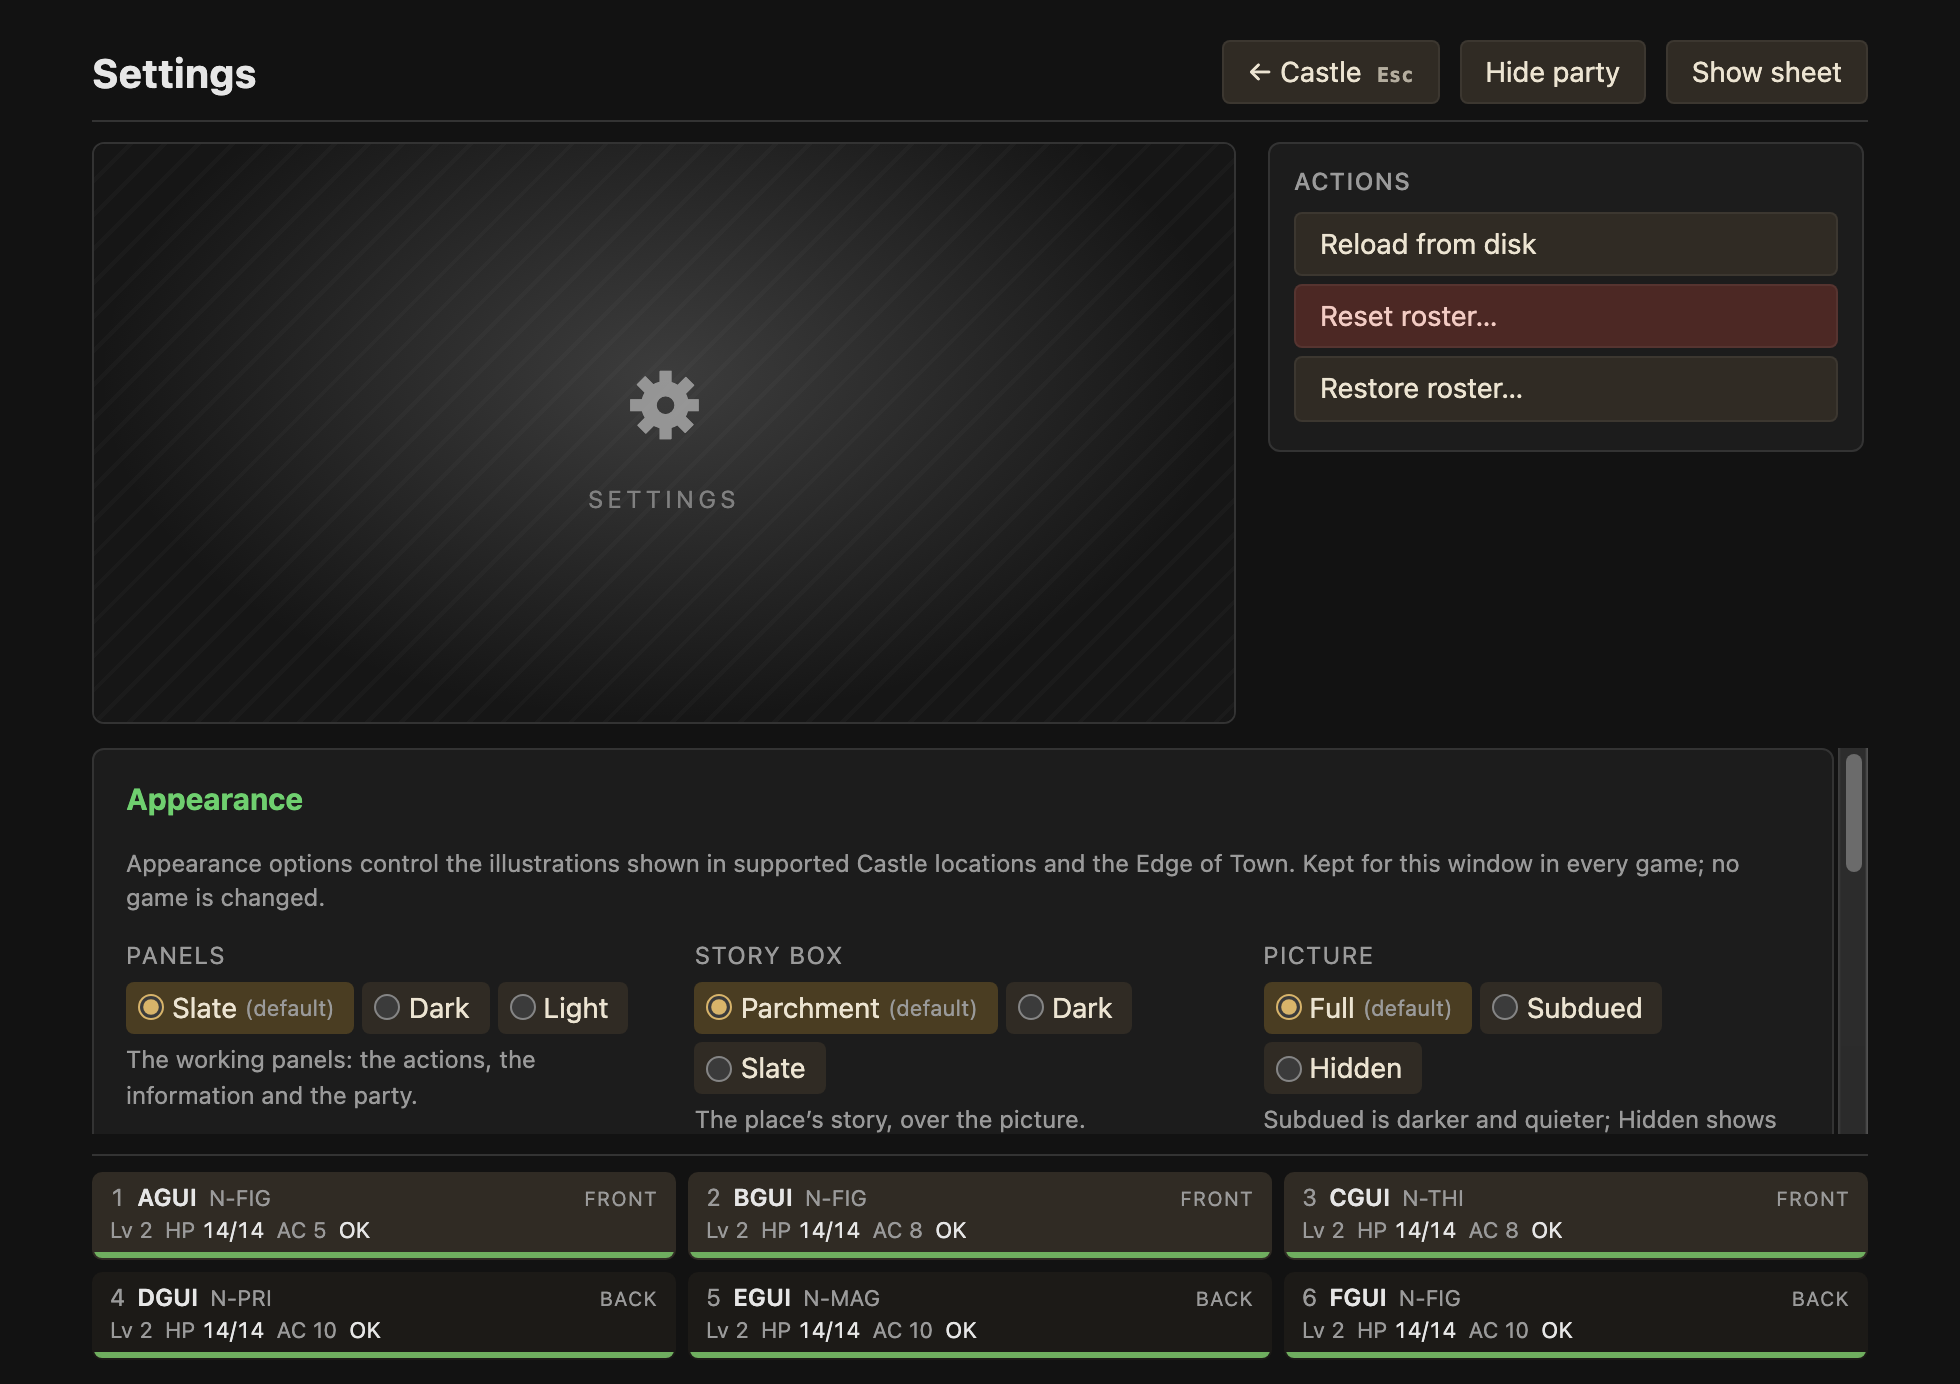 Settings
← Castle Esc
Hide party
Show sheet
SETTINGS
ACTIONS
Reload from disk
Reset roster...
Restore roster...
Appearance
Appearance options control the illustrations shown in supported Castle locations and the Edge of Town. Kept for this window in every game; no
game is changed.
PANELS
Slate (default) Dark Light
The working panels: the actions, the
information and the party.
STORY BOX
Parchment (default) Dark
Slate
The place’s story, over the picture.
PICTURE
Full (default) Subdued
Hidden
Subdued is darker and quieter; Hidden shows
1 AGUI N-FIG FRONT
Lv 2 HP 14/14 AC 5 OK
2 BGUI N-FIG FRONT
Lv 2 HP 14/14 AC 8 OK
3 CGUI N-THI FRONT
Lv 2 HP 14/14 AC 8 OK
4 DGUI N-PRI BACK
Lv 2 HP 14/14 AC 10 OK
5 EGUI N-MAG BACK
Lv 2 HP 14/14 AC 10 OK
6 FGUI N-FIG BACK
Lv 2 HP 14/14 AC 10 OK